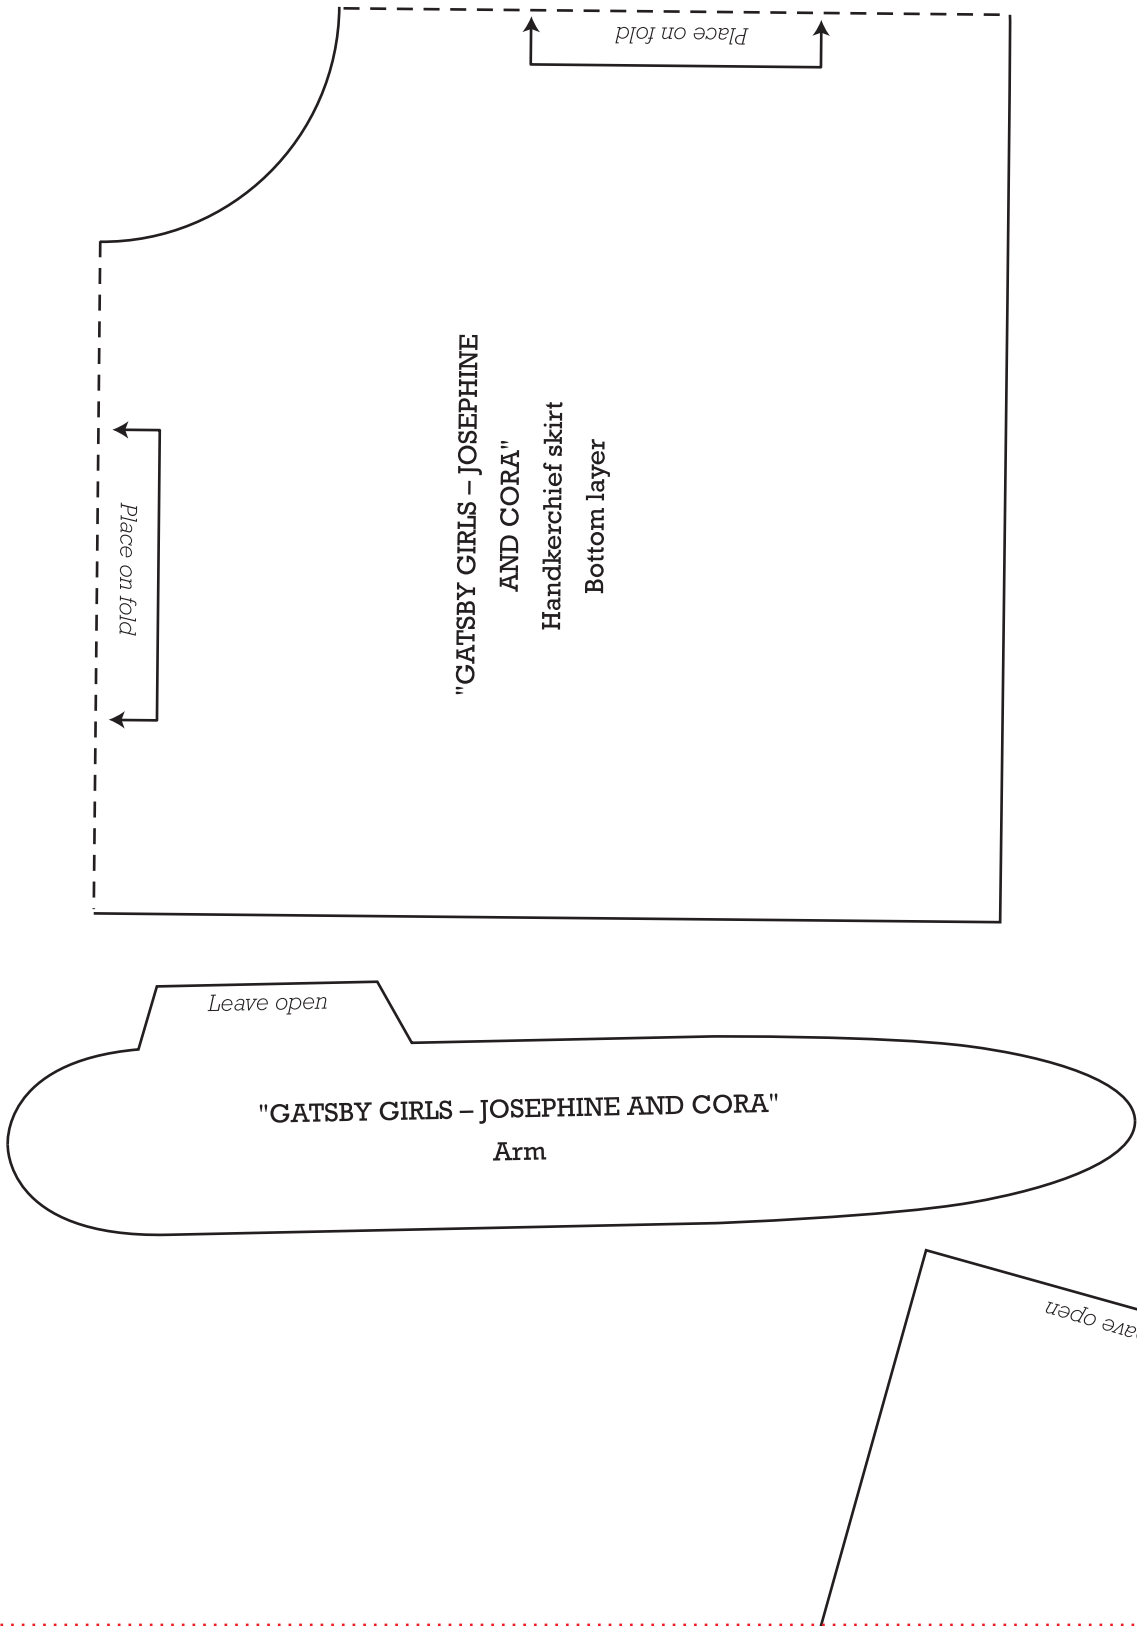 Place on fold
Place on fold
"GATSBY GIRLS – JOSEPHINE
AND CORA"
Handkerchief skirt
Bottom layer
Leave open
"GATSBY GIRLS – JOSEPHINE AND CORA"
Arm
open